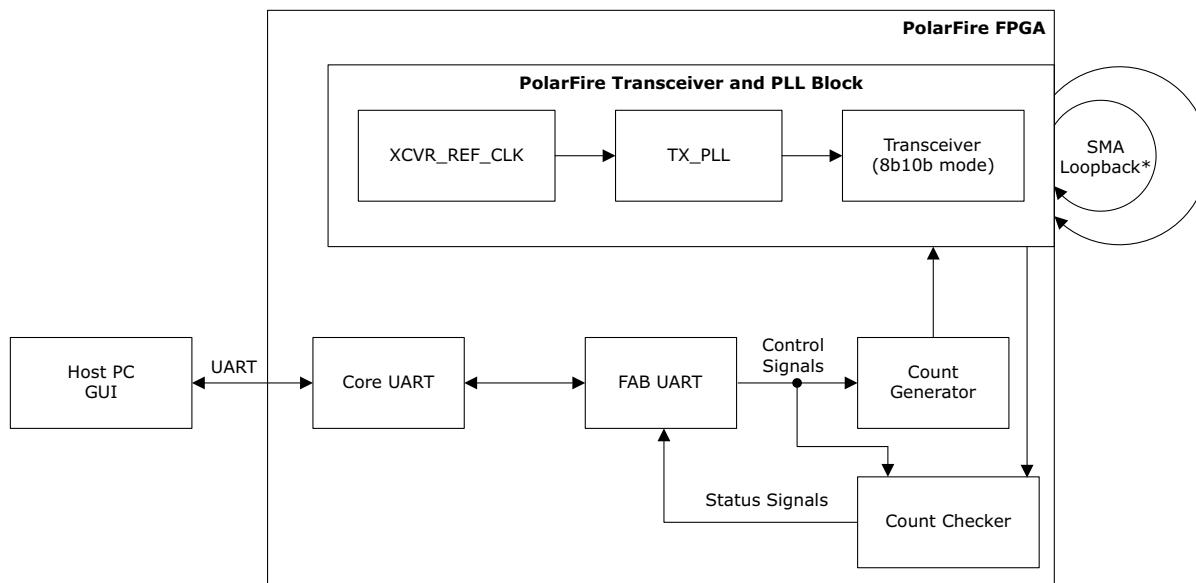 PolarFire FPGA
PolarFire Transceiver and PLL Block
XCVR_REF_CLK
TX_PLL
Transceiver
(8b10b mode)
SMA
Loopback*
Host PC
GUI
UART
Core UART
FAB UART
Control
Signals
Count
Generator
Status Signals
Count Checker